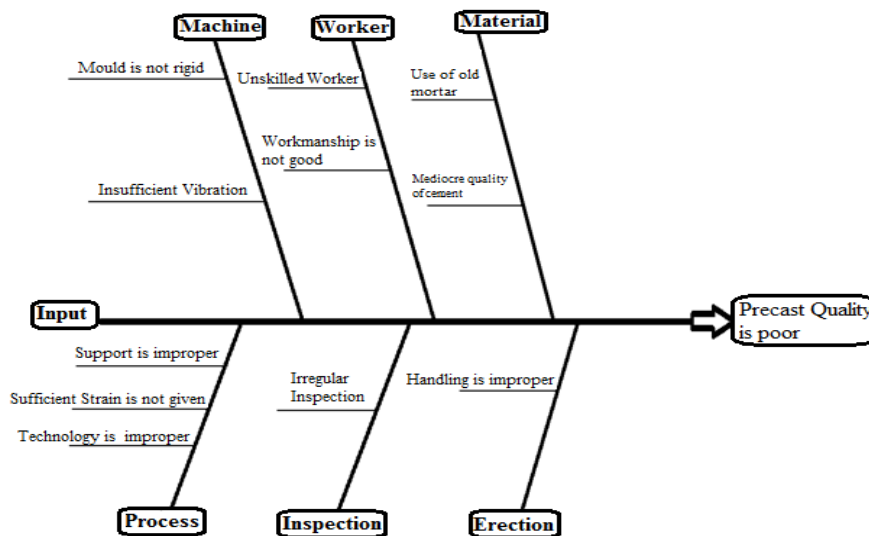 Machine
Worker
Material
Mould is not rigid
Unskilled Worker
Use of old
mortar
Workmanship is
not good
Insufficient Vibration
Mediocre quality
of cement
Input
Precast Quality
is poor
Support is improper
Irregular
Inspection
Handling is improper
Sufficient Strain is not given
Technology is improper
Process
Inspection
Erection